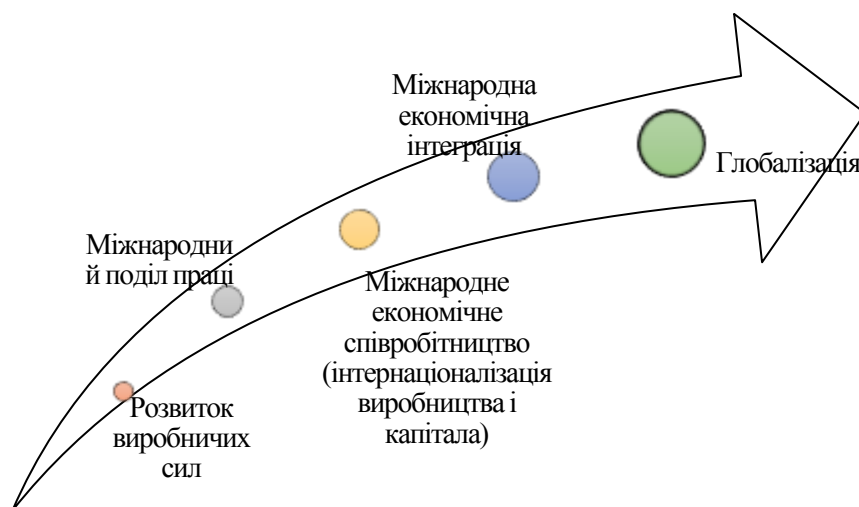 Міжнародна
економічна
інтеграція
Глобалізація
Міжнародни
й поділ праці
Міжнародне
економічне
співробітництво
(інтернаціоналізація
виробництва і
капітала)
Розвиток
виробничих
сил